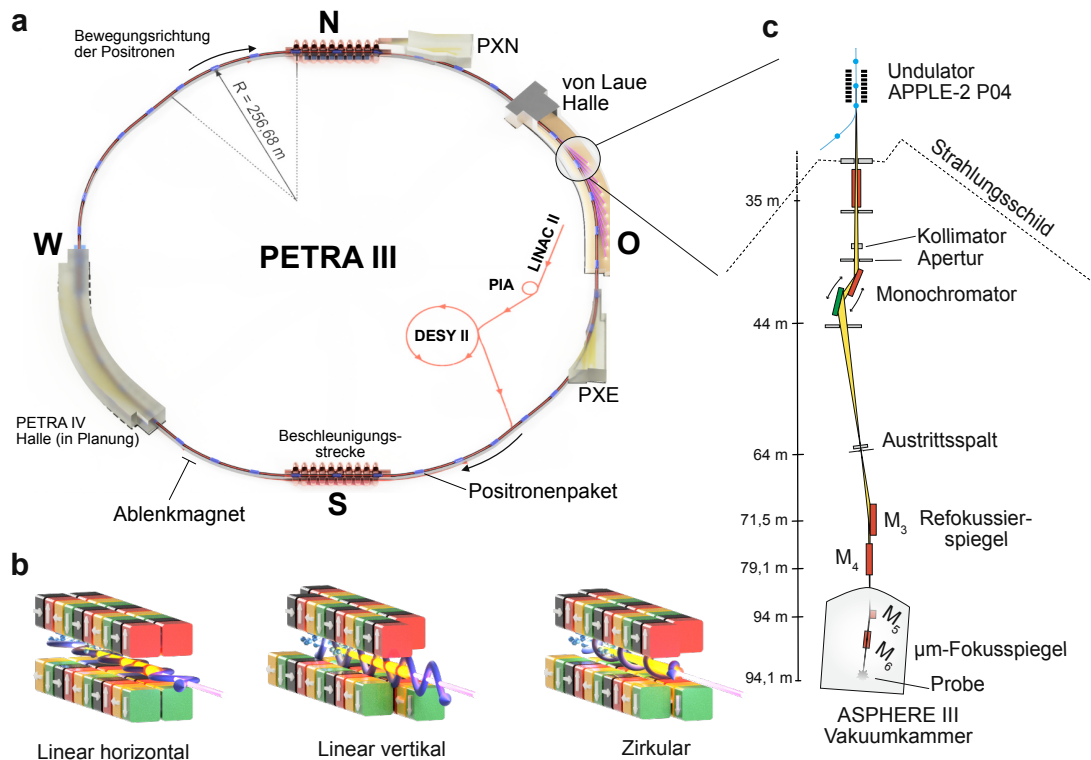 a
Bewegungsrichtung
der Positronen
N
PXN
von Laue
Halle
R = 256,68 m
W
PETRA III
O
LINAC II
PIA
DESY II
PXE
PETRA IV
Halle (in Planung)
Beschleunigungs-
strecke
S
Positronenpaket
Ablenkmagnet
b
Linear horizontal
Linear vertikal
Zirkular
c
Undulator
APPLE-2 P04
Strahlungsschild
35 m
Kollimator
Apertur
Monochromator
44 m
Austrittsspalt
64 m
71,5 m
M3
Refokussier-
spiegel
M4
79,1 m
94 m
M5
M6
µm-Fokusspiegel
94,1 m
Probe
ASPHERE III
Vakuumkammer